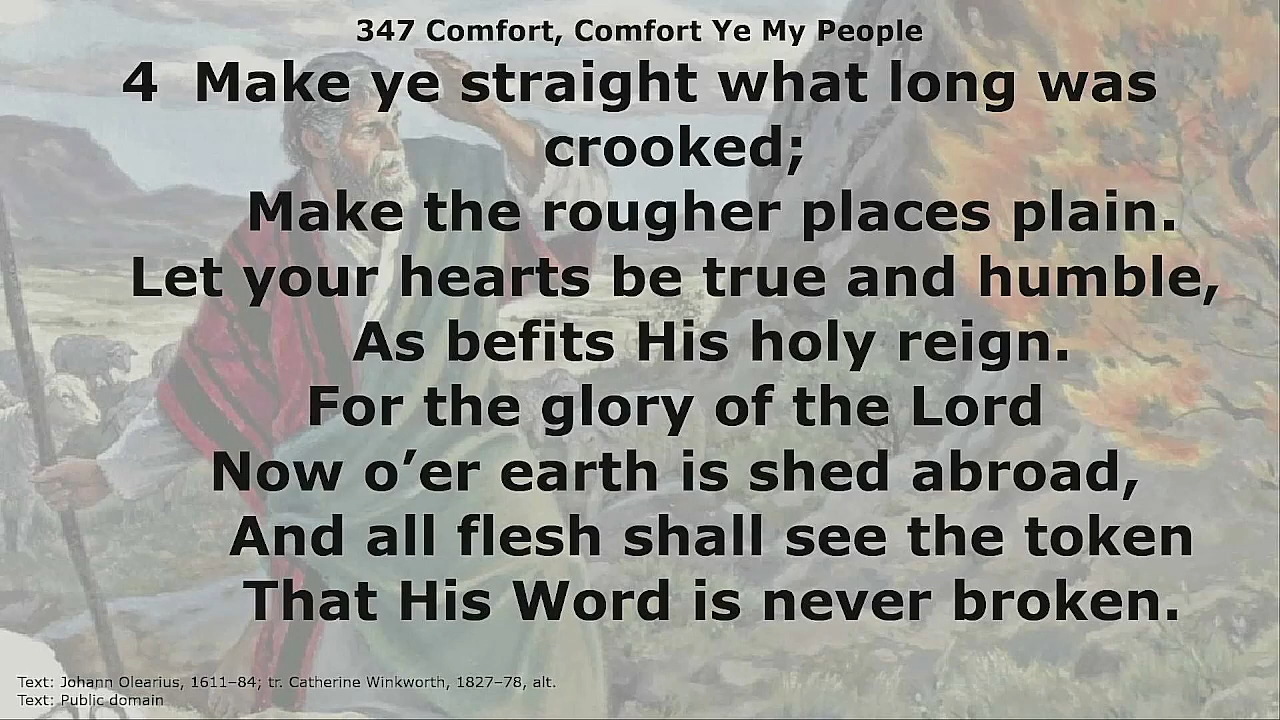 347 Comfort, Comfort Ye My People
4 Make ye straight what long was
crooked;
Make the rougher places plain.
Let your hearts be true and humble,
As befits His holy reign.
For the glory of the Lord
Now o’er earth is shed abroad,
And all flesh shall see the token
That His Word is never broken.
Text: Johann Olearius, 1611–84; tr. Catherine Winkworth, 1827–78, alt.
Text: Public domain